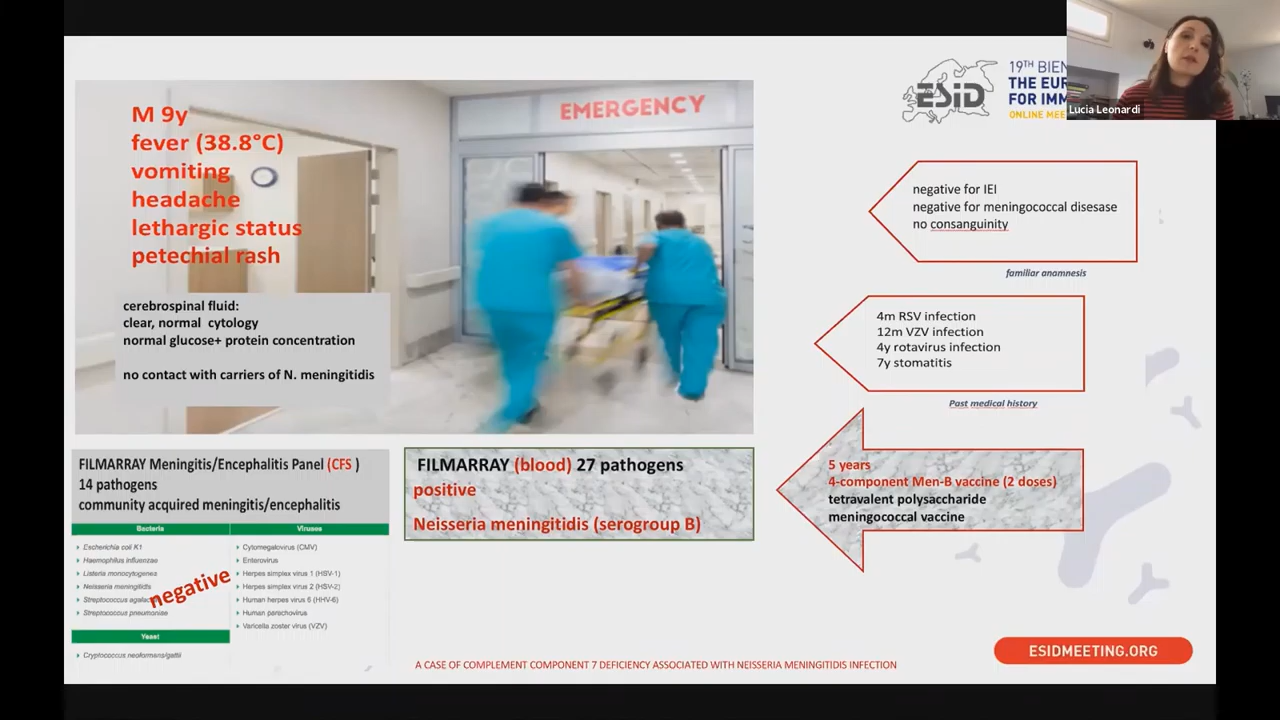 M 9y
fever (38.8°C)
vomiting
headache
lethargic status
petechial rash
EMERGENCY
cerebrospinal fluid:
clear, normal cytology
normal glucose+ protein concentration
no contact with carriers of N. meningitidis
ESID
19TH
THE
FOR
ONLINE
Lucia Leonardi
negative for IEI
negative for meningococcal disease
no consanguinity
familiar anamnesis
4m RSV infection
12m VZV infection
4y rotavirus infection
7y stomatitis
Past medical history
5 years
4-component Men-B vaccine (2 doses)
tetravalent polysaccharide
meningococcal vaccine
FILMARRAY Meningitis/Encephalitis Panel (CFS )
14 pathogens
community acquired meningitis/encephalitis
Bacteria
Escherichia coli K1
Haemophilus influenzae
Listeria monocytogenes
Neisseria meningitidis
Streptococcus
Streptococcus pneumoniae
negative
Yeast
Cryptococcus neoformans/gattii
Viruses
Cytomegalovirus (CMV)
Enterovirus
Herpes simplex virus 1 (HSV-1)
Herpes simplex virus 2 (HSV-2)
Human herpes virus 6 (HHV-6)
Human parechovirus
Varicella zoster virus (VZV)
FILMARRAY (blood) 27 pathogens
positive
Neisseria meningitidis (serogroup B)
A CASE OF COMPLEMENT COMPONENT 7 DEFICIENCY ASSOCIATED WITH NEISSERIA MENINGITIDIS INFECTION
ESIDMEETING.ORG